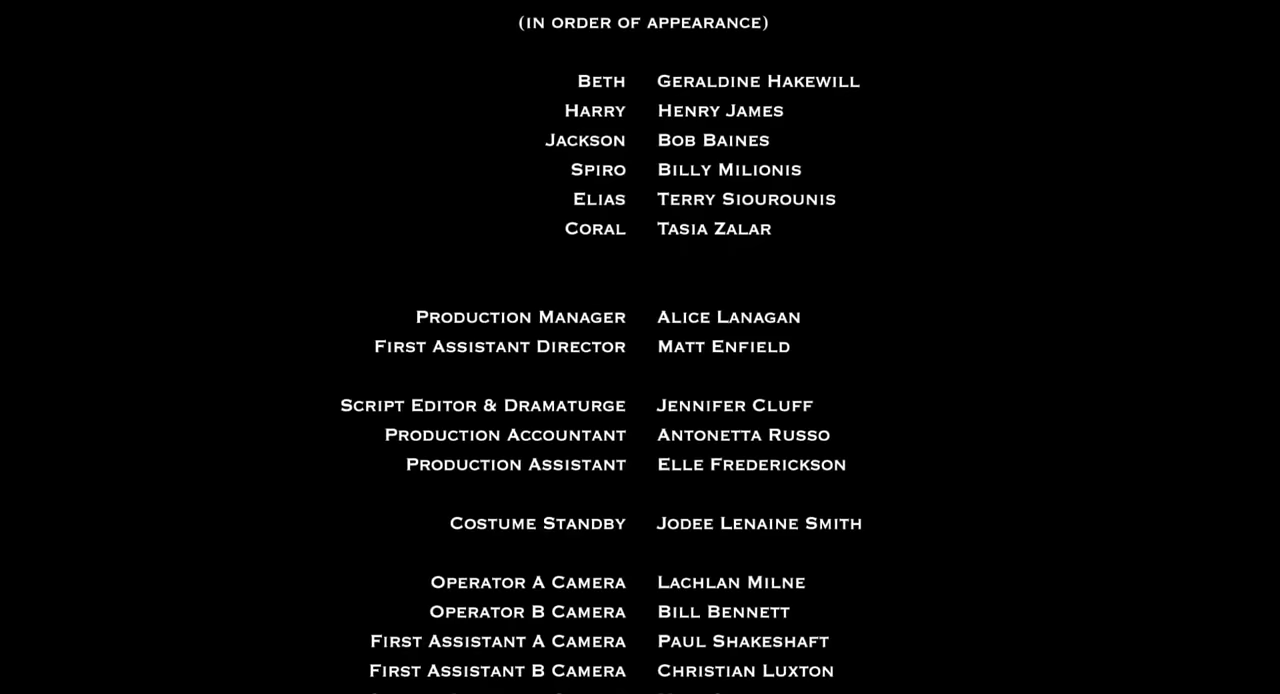 (IN ORDER OF APPEARANCE)
BETH GERALDINE HAKEWILL
HARRY HENRY JAMES
JACKSON BOB BAINES
SPIRO BILLY MILIONIS
ELIAS TERRY SIOUROUNIS
CORAL TASIA ZALAR
PRODUCTION MANAGER ALICE LANAGAN
FIRST ASSISTANT DIRECTOR MATT ENFIELD
SCRIPT EDITOR & DRAMATURGE JENNIFER CLUFF
PRODUCTION ACCOUNTANT ANTONETTA RUSSO
PRODUCTION ASSISTANT ELLE FREDERICKSON
COSTUME STANDBY JODEE LENAINE SMITH
OPERATOR A CAMERA LACHLAN MILNE
OPERATOR B CAMERA BILL BENNETT
FIRST ASSISTANT A CAMERA PAUL SHAKESHAFT
FIRST ASSISTANT B CAMERA CHRISTIAN LUXTON